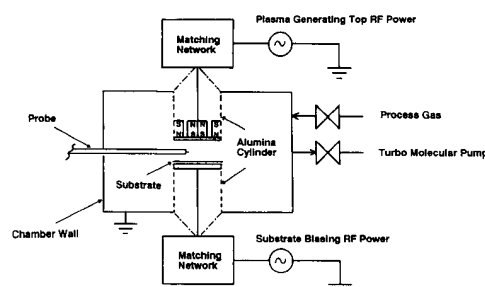 Plasma Generating Top RF Power
Matching
Network
Process Gas
Probe
Alumina
Cylinder
Turbo Molecular Pump
Substrate
Chamber Wall
Substrate Biasing RF Power
Matching
Network
S N N S
N S S N